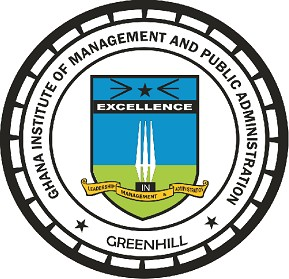 GHANA INSTITUTE OF MANAGEMENT AND PUBLIC ADMINISTRATION
EXCELLENCE
IN
LEADERSHIP MANAGEMENT & ADMINISTRATION
GREENHILL